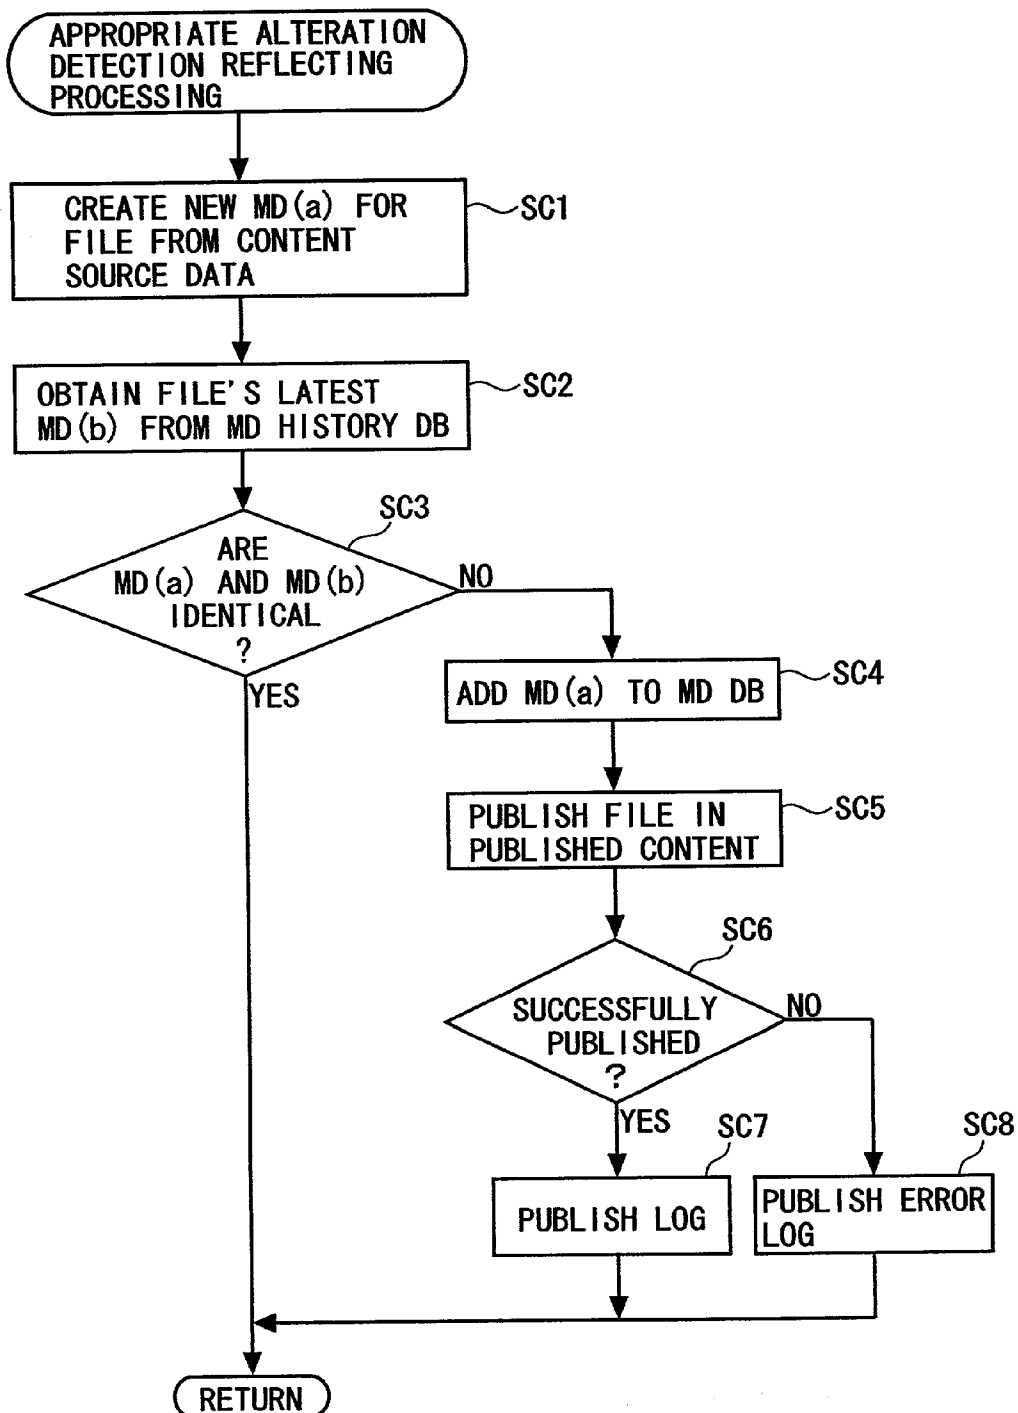 APPROPRIATE ALTERATION
DETECTION REFLECTING
PROCESSING
CREATE NEW MD(a) FOR
FILE FROM CONTENT
SOURCE DATA
SC1
OBTAIN FILE'S LATEST
MD(b) FROM MD HISTORY DB
SC2
SC3
ARE
MD(a) AND MD(b)
IDENTICAL
?
NO
YES
ADD MD(a) TO MD DB
SC4
PUBLISH FILE IN
PUBLISHED CONTENT
SC5
SC6
SUCCESSFULLY
PUBLISHED
?
NO
YES
SC7
PUBLISH LOG
SC8
PUBLISH ERROR
LOG
RETURN